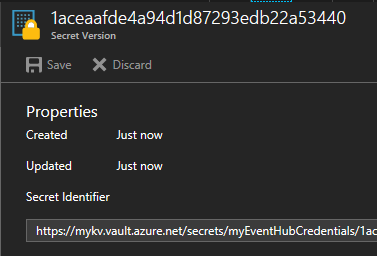 1aceaafde4a94d1d87293edb22a53440
Secret Version
Save Discard
Properties
Created Just now
Updated Just now
Secret Identifier
https://mykv.vault.azure.net/secrets/myEventHubCredentials/1ac